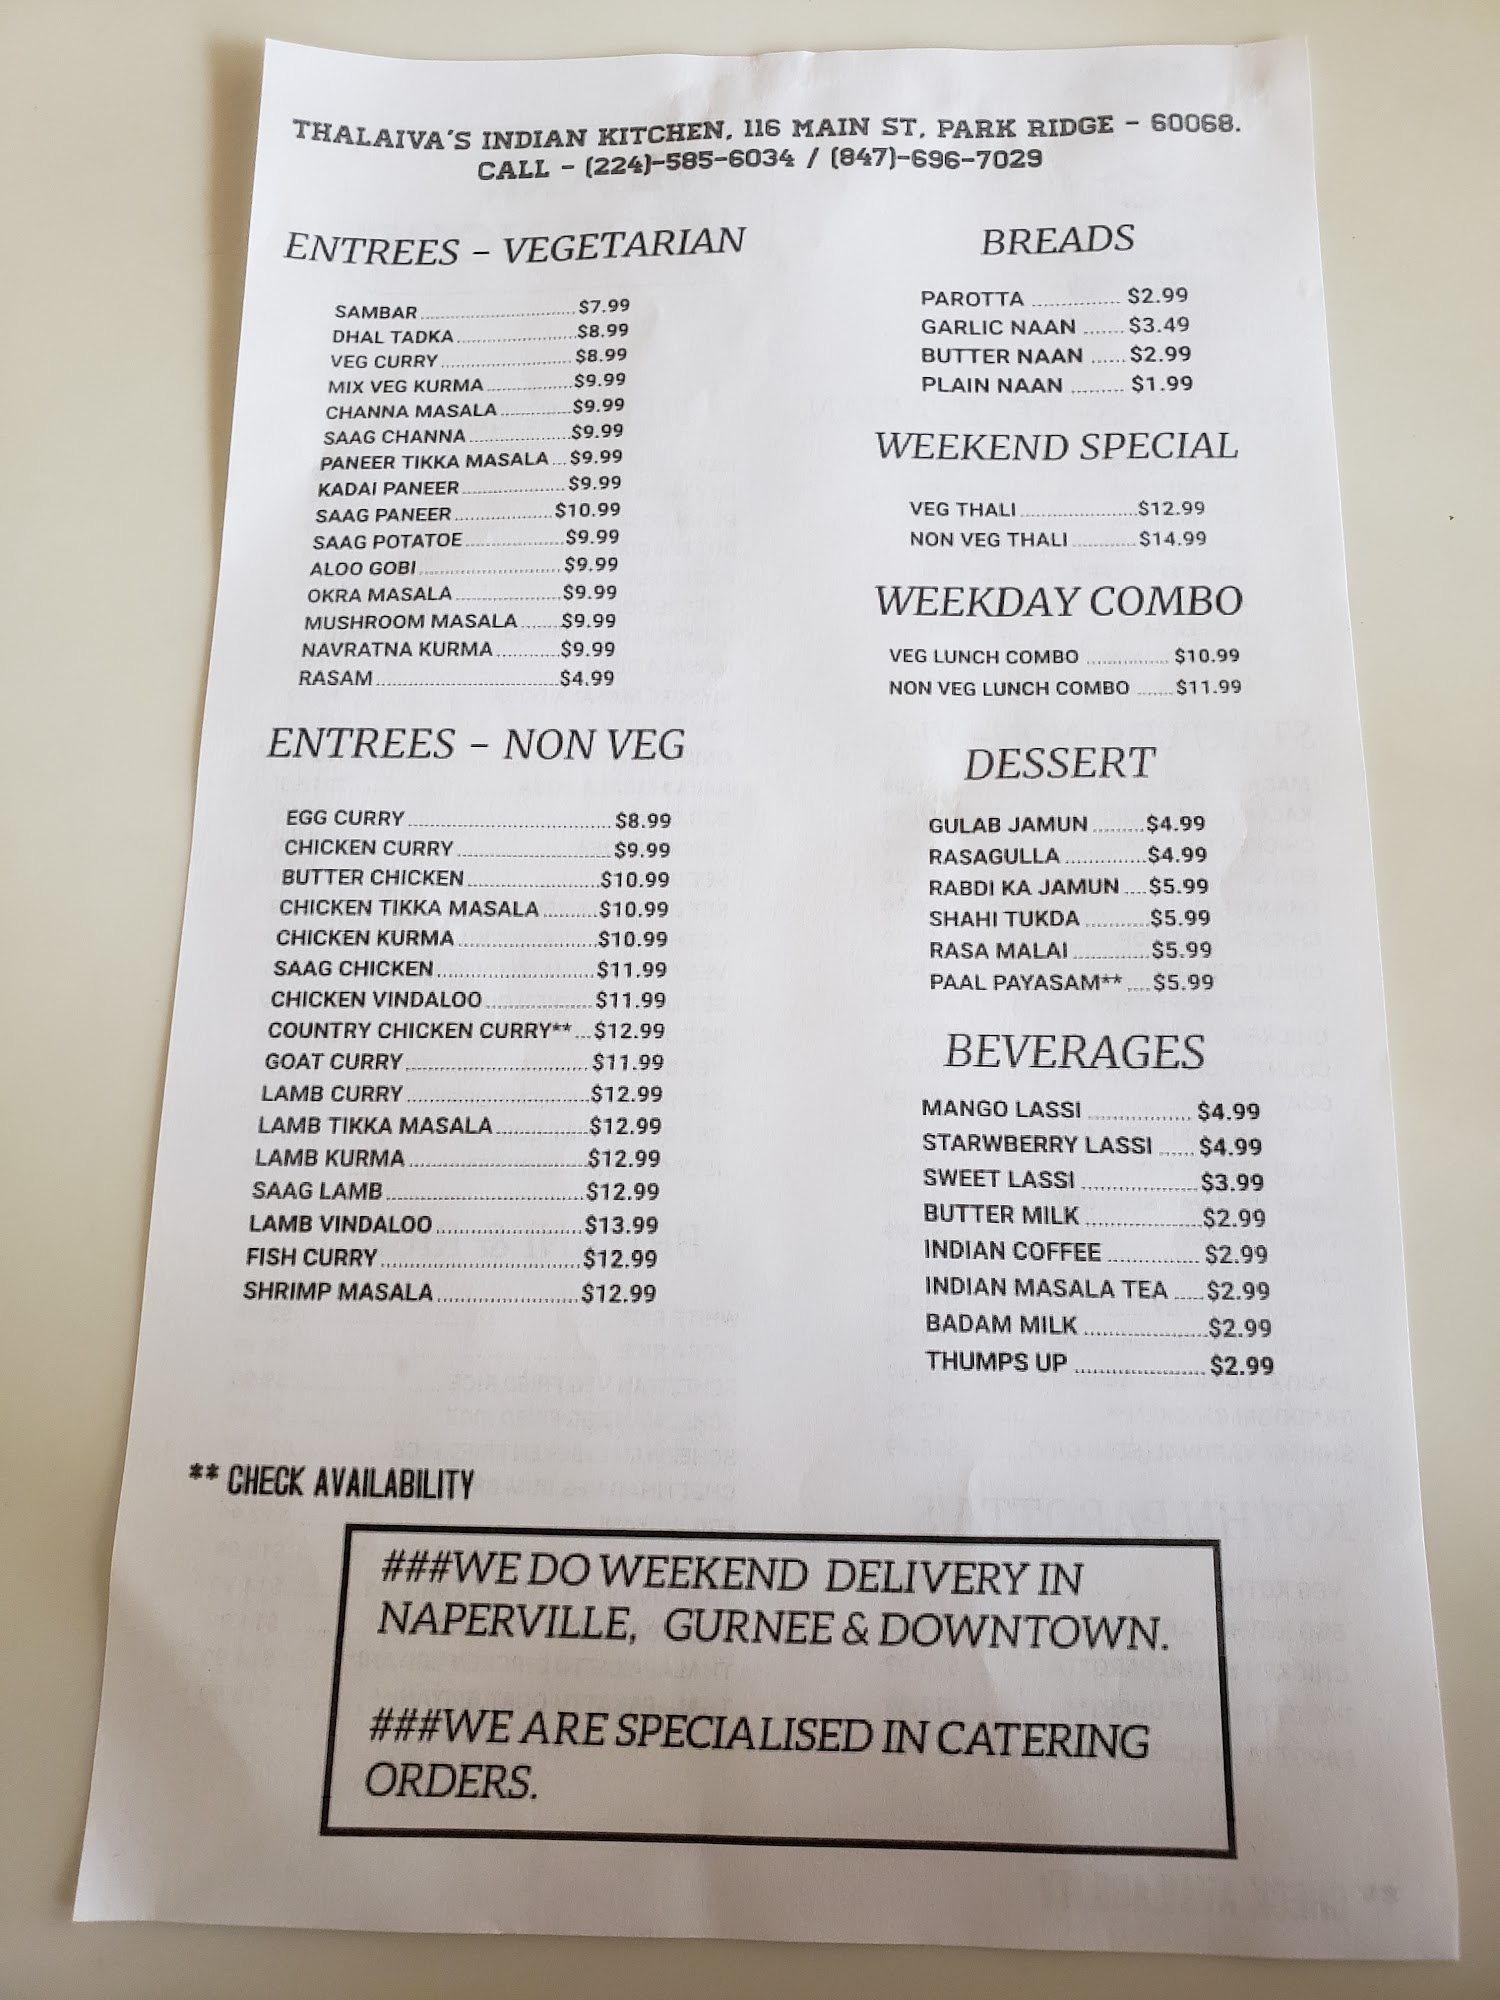 THALAIVA'S INDIAN KITCHEN, 116 MAIN ST, PARK RIDGE - 60068.
CALL - (224)-585-6034 / (847)-696-7029
ENTREES - VEGETARIAN
SAMBAR $7.99
DHAL TADKA $8.99
VEG CURRY $8.99
MIX VEG KURMA $9.99
CHANNA MASALA $9.99
SAAG CHANNA $9.99
PANEER TIKKA MASALA $9.99
KADAI PANEER $9.99
SAAG PANEER $10.99
SAAG POTATOE $9.99
ALOO GOBI $9.99
OKRA MASALA $9.99
MUSHROOM MASALA $9.99
NAVRATNA KURMA $9.99
RASAM $4.99
ENTREES - NON VEG
EGG CURRY $8.99
CHICKEN CURRY $9.99
BUTTER CHICKEN $10.99
CHICKEN TIKKA MASALA $10.99
CHICKEN KURMA $10.99
SAAG CHICKEN $11.99
CHICKEN VINDALOO $11.99
COUNTRY CHICKEN CURRY** $12.99
GOAT CURRY $11.99
LAMB CURRY $12.99
LAMB TIKKA MASALA $12.99
LAMB KURMA $12.99
SAAG LAMB $12.99
LAMB VINDALOO $13.99
FISH CURRY $12.99
SHRIMP MASALA $12.99
BREADS
PAROTTA $2.99
GARLIC NAAN $3.49
BUTTER NAAN $2.99
PLAIN NAAN $1.99
WEEKEND SPECIAL
VEG THALI $12.99
NON VEG THALI $14.99
WEEKDAY COMBO
VEG LUNCH COMBO $10.99
NON VEG LUNCH COMBO $11.99
DESSERT
GULAB JAMUN $4.99
RASAGULLA $4.99
RABDI KA JAMUN $5.99
SHAHI TUKDA $5.99
RASA MALAI $5.99
PAAL PAYASAM** $5.99
BEVERAGES
MANGO LASSI $4.99
STARWBERRY LASSI $4.99
SWEET LASSI $3.99
BUTTER MILK $2.99
INDIAN COFFEE $2.99
INDIAN MASALA TEA $2.99
BADAM MILK $2.99
THUMPS UP $2.99
** CHECK AVAILABILITY
###WE DO WEEKEND DELIVERY IN
NAPERVILLE, GURNEE & DOWNTOWN.
###WE ARE SPECIALISED IN CATERING
ORDERS.